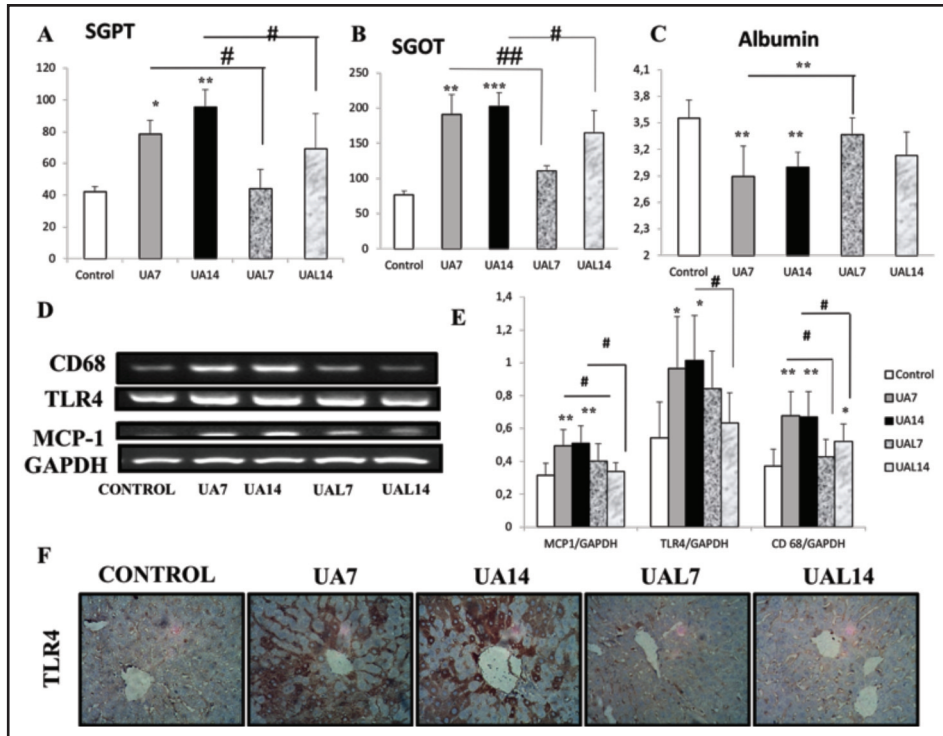 A SGPT
120
100
80
60
40
20
0
* ** # #
Control UA7 UA14 UAL7 UAL14
B SGOT
250
200
150
100
50
0
** *** ## #
Control UA7 UA14 UAL7 UAL14
C Albumin
4,1
3,8
3,5
3,2
2,9
2,6
2,3
2
** ** **
Control UA7 UA14 UAL7 UAL14
D
CD68
TLR4
MCP-1
GAPDH
CONTROL UA7 UA14 UAL7 UAL14
E
1,4
1,2
1
0,8
0,6
0,4
0,2
0
** ** # #
* * #
** ** * # #
MCP1/GAPDH TLR4/GAPDH CD 68/GAPDH
Control
UA7
UA14
UAL7
UAL14
F
CONTROL UA7 UA14 UAL7 UAL14
TLR4